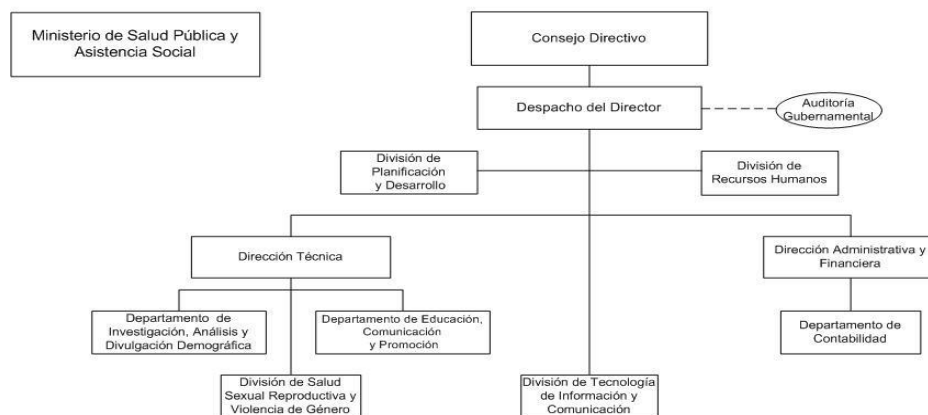 Ministerio de Salud Pública y
Asistencia Social
Consejo Directivo
Despacho del Director
Auditoría
Gubernamental
División de
Planificación
y Desarrollo
División de
Recursos Humanos
Dirección Técnica
Dirección Administrativa y
Financiera
Departamento de
Investigación, Análisis y
Divulgación Demográfica
Departamento de Educación,
Comunicación
y Promoción
Departamento de
Contabilidad
División de Salud
Sexual Reproductiva y
Violencia de Género
División de Tecnología
de Información y
Comunicación